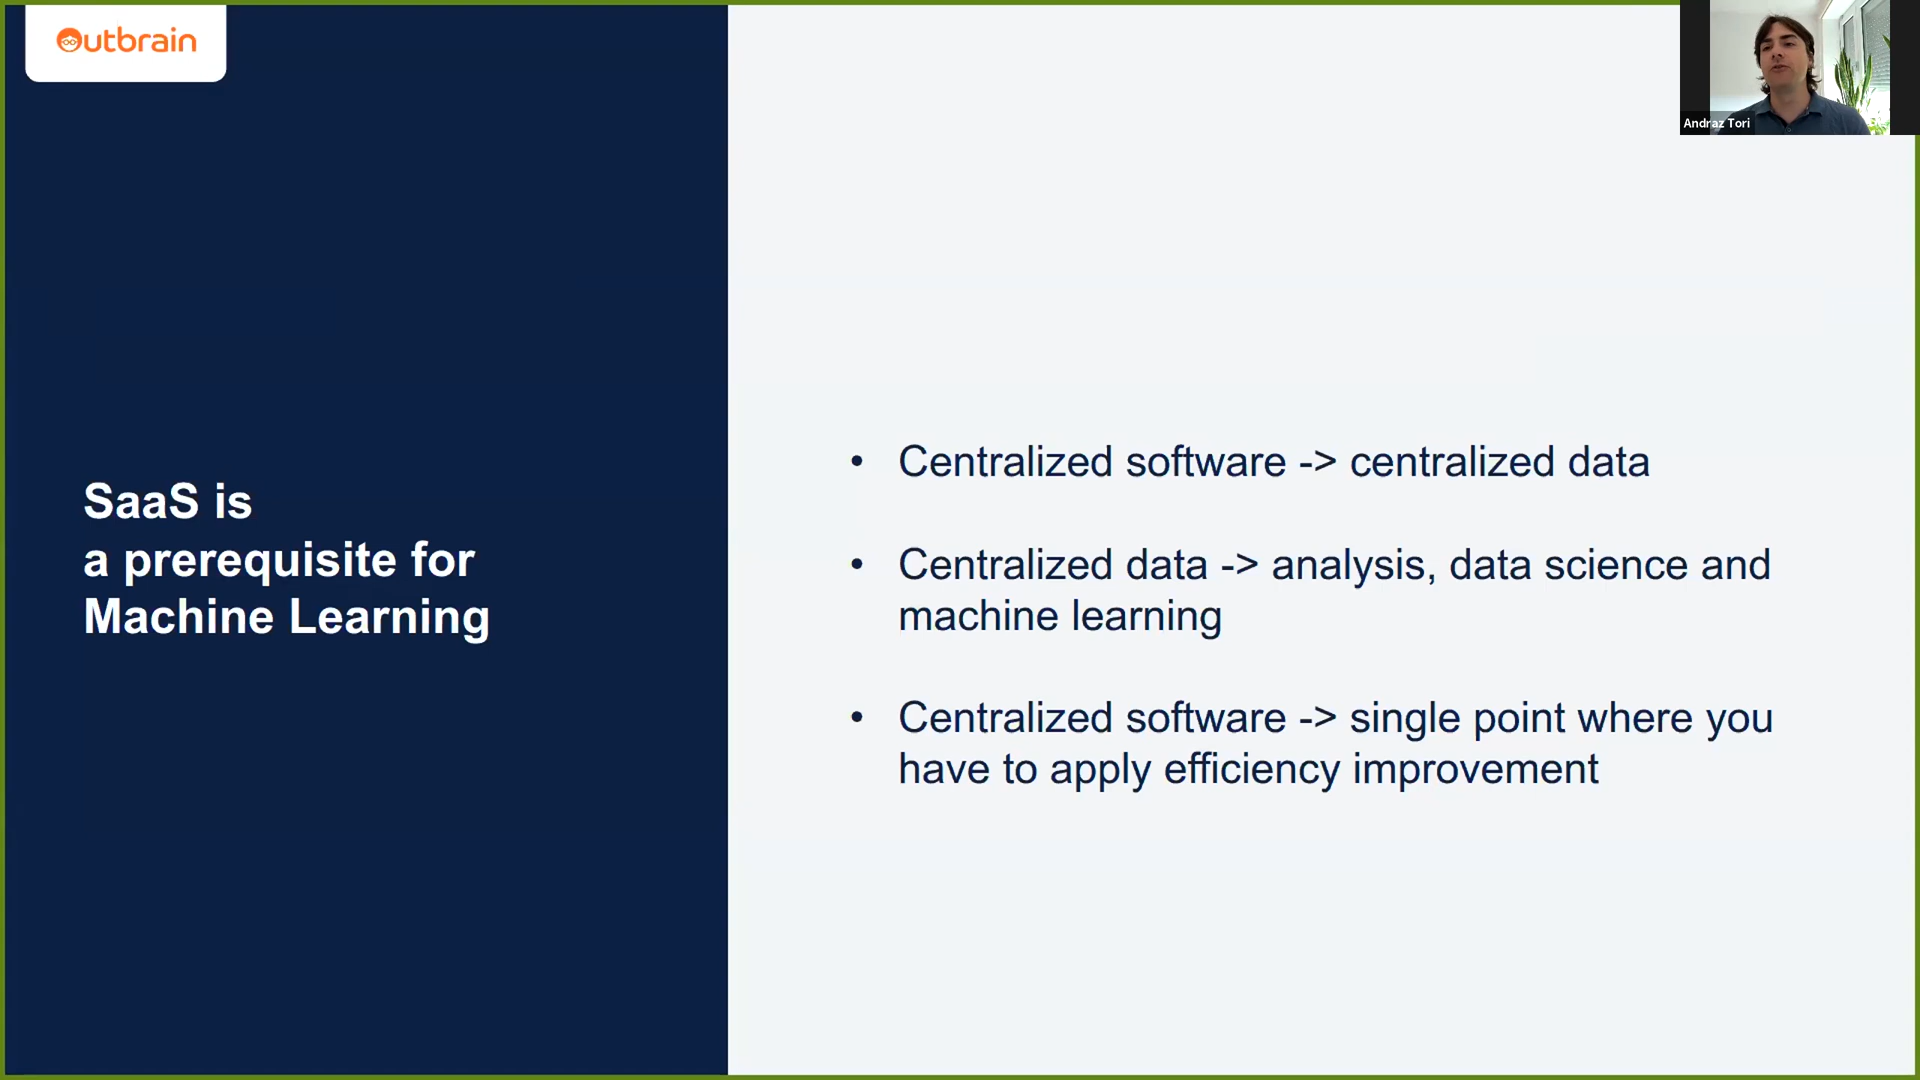 Outbrain
Andraz Tori
SaaS is
a prerequisite for
Machine Learning
• Centralized software -> centralized data
• Centralized data -> analysis, data science and
machine learning
• Centralized software -> single point where you
have to apply efficiency improvement